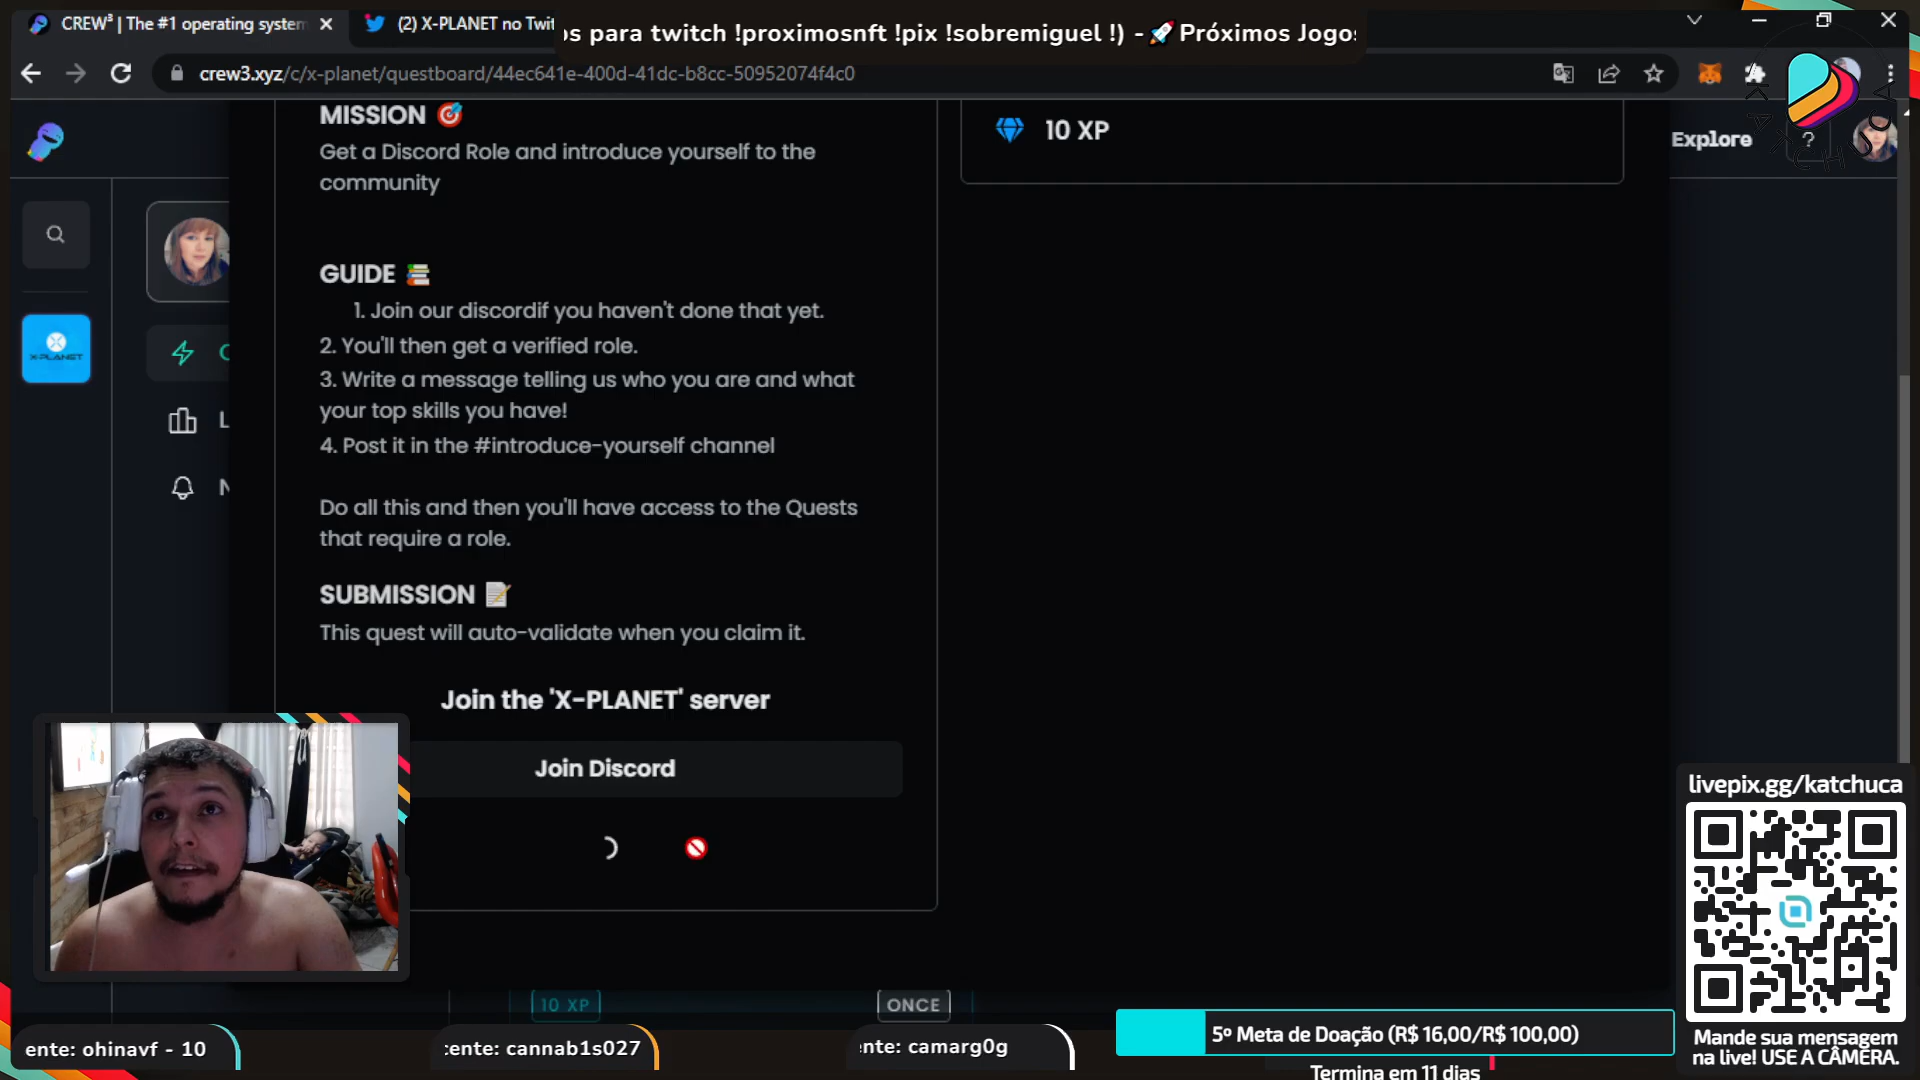 CREW³ | The #1 operating system
(2) X-PLANET no Twit
os para twitch !proximosnft !pix !sobremiguel !) - 🚀 Próximos Jogos
crew3.xyz/c/x-planet/questboard/44ec641e-400d-41dc-b8cc-50952074f4c0
Explore
?
MISSION 🎯
Get a Discord Role and introduce yourself to the
community
10 XP
GUIDE 📚
1. Join our discordif you haven't done that yet.
2. You'll then get a verified role.
3. Write a message telling us who you are and what
your top skills you have!
4. Post it in the #introduce-yourself channel
Do all this and then you'll have access to the Quests
that require a role.
SUBMISSION 📝
This quest will auto-validate when you claim it.
Join the 'X-PLANET' server
Join Discord
X-PLANET
L
N
10 XP
ONCE
livepix.gg/katchuca
Mande sua mensagem
na live! USE A CÂMERA.
ente: ohinavf - 10
cente: cannab1s027
nte: camarg0g
5º Meta de Doação (R$ 16,00/R$ 100,00)
Termina em 11 dias